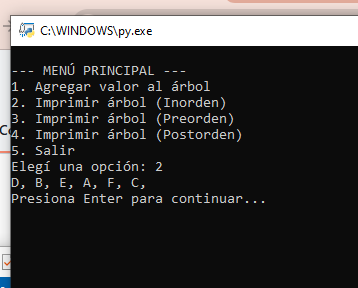 C:\WINDOWS\py.exe
--- MENÚ PRINCIPAL ---
1. Agregar valor al árbol
2. Imprimir árbol (Inorden)
3. Imprimir árbol (Preorden)
4. Imprimir árbol (Postorden)
5. Salir
Elegí una opción: 2
D, B, E, A, F, C,
Presiona Enter para continuar...